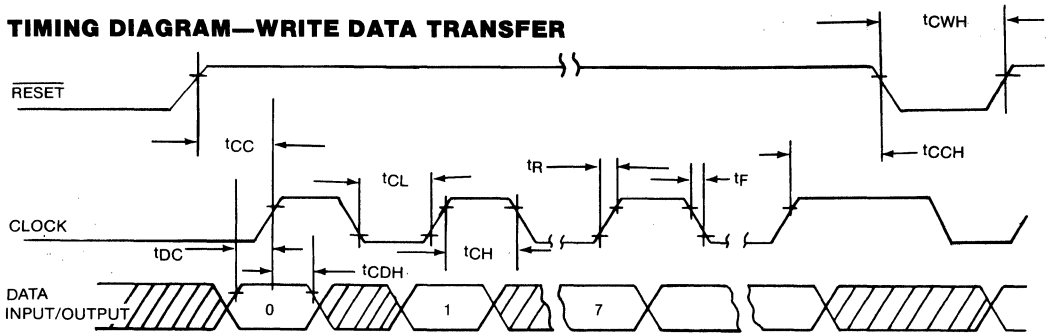 TIMING DIAGRAM—WRITE DATA TRANSFER
tCWH
RESET
tCC
tCCH
tR
tF
tCL
CLOCK
tDC
tCH
tCDH
DATA
INPUT/OUTPUT
0
1
7